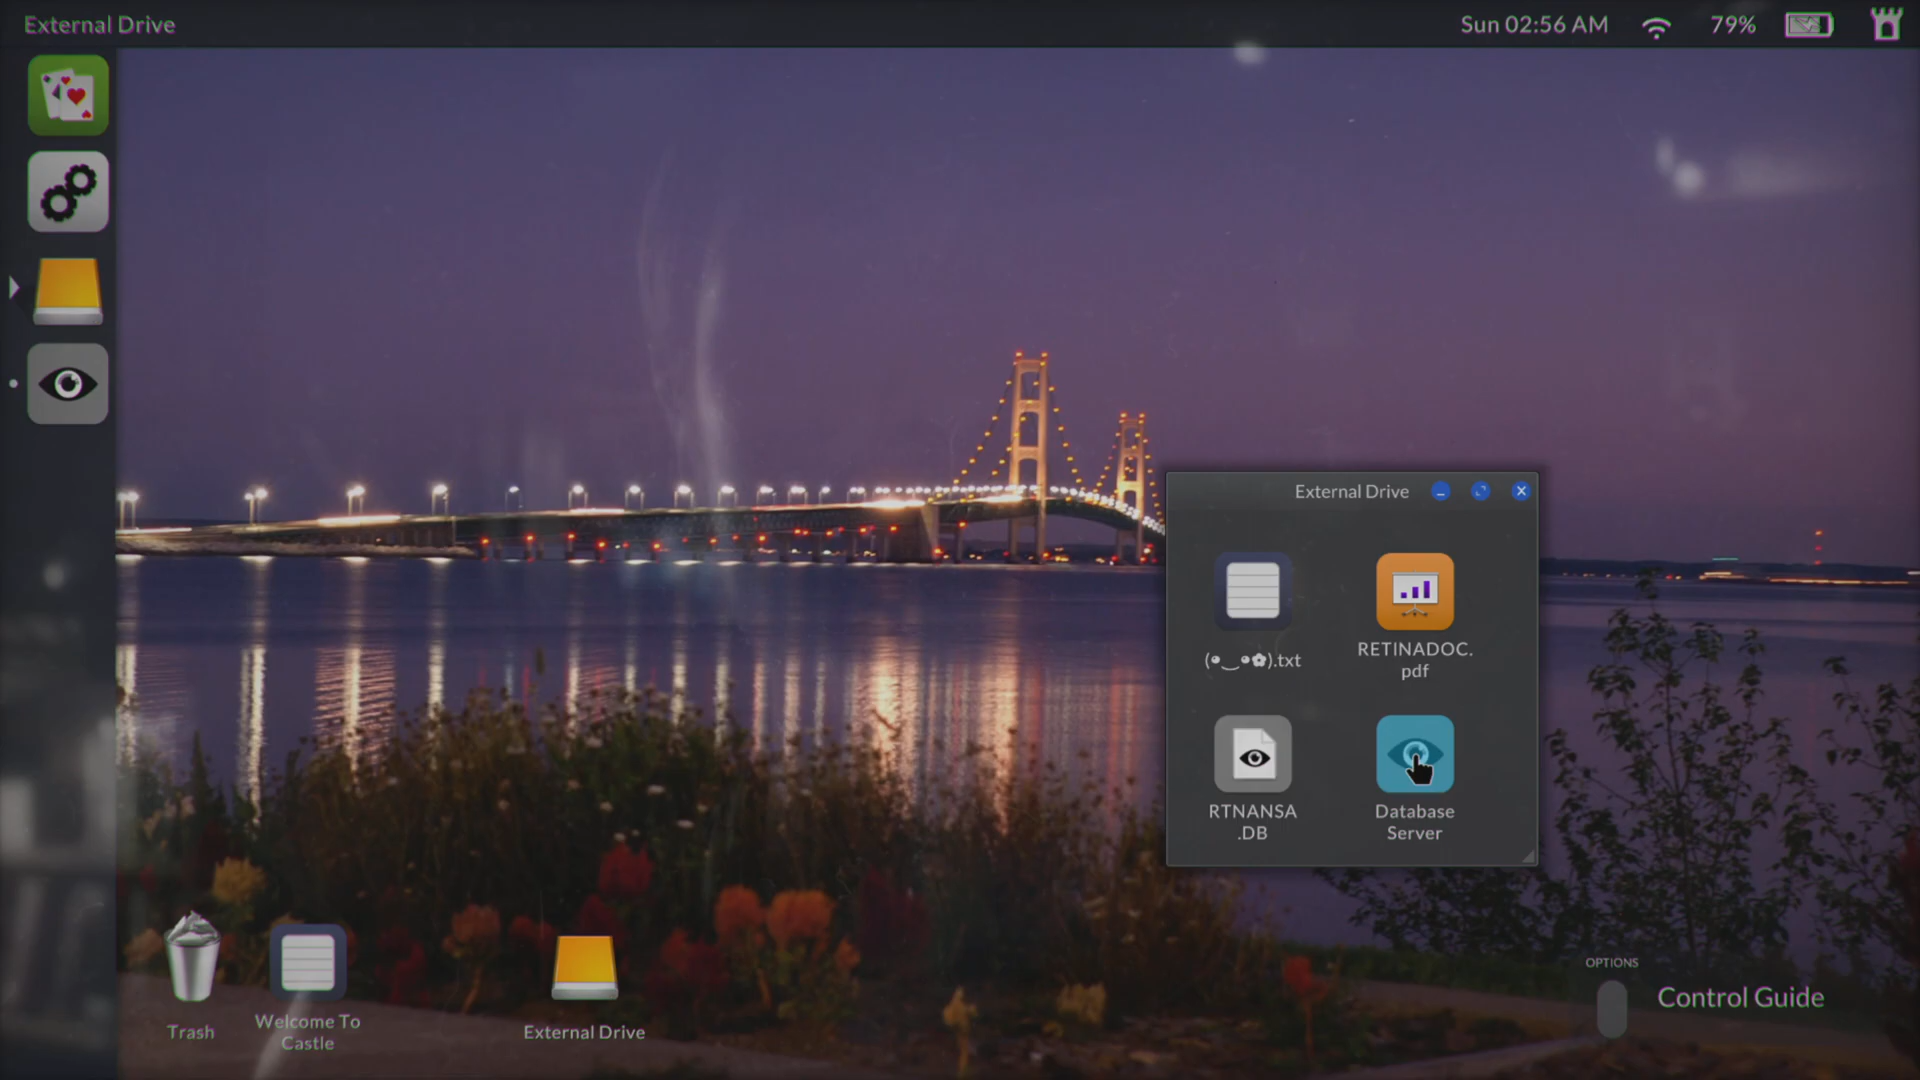 External Drive
Sun 02:56 AM
79%
External Drive
(•‿•✿).txt
RETINADOC.
pdf
RTNANSA
.DB
Database
Server
OPTIONS
Control Guide
Trash
Welcome To
Castle
External Drive